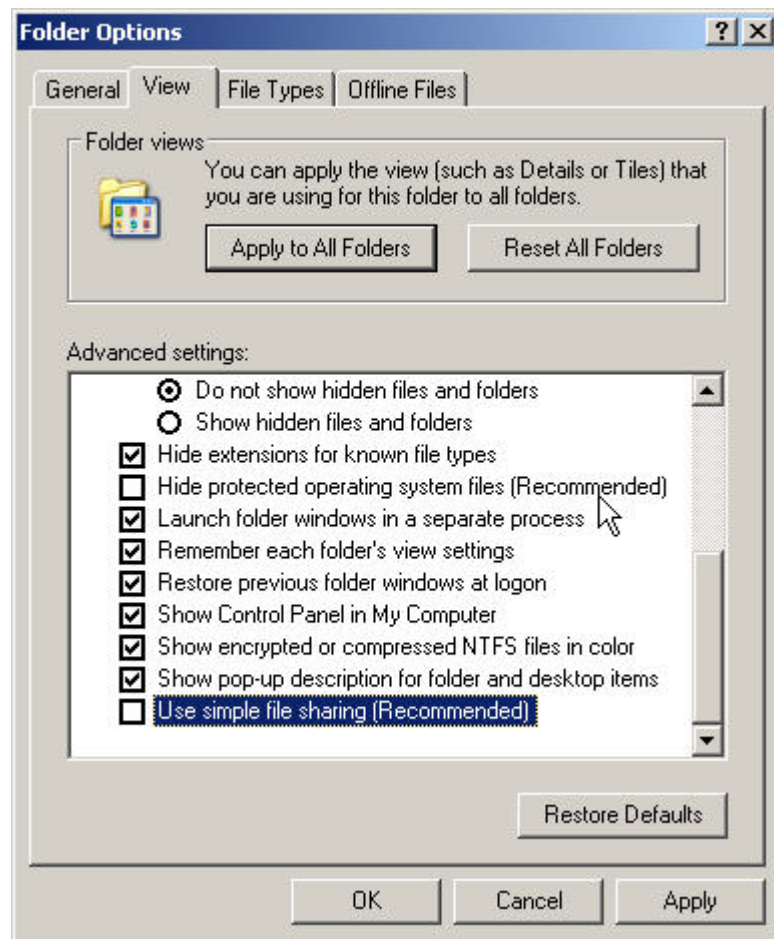 Folder Options
General View File Types Offline Files
Folder views
You can apply the view (such as Details or Tiles) that
you are using for this folder to all folders.
Apply to All Folders Reset All Folders
Advanced settings:
Do not show hidden files and folders
Show hidden files and folders
Hide extensions for known file types
Hide protected operating system files (Recommended)
Launch folder windows in a separate process
Remember each folder's view settings
Restore previous folder windows at logon
Show Control Panel in My Computer
Show encrypted or compressed NTFS files in color
Show pop-up description for folder and desktop items
Use simple file sharing (Recommended)
Restore Defaults
OK Cancel Apply